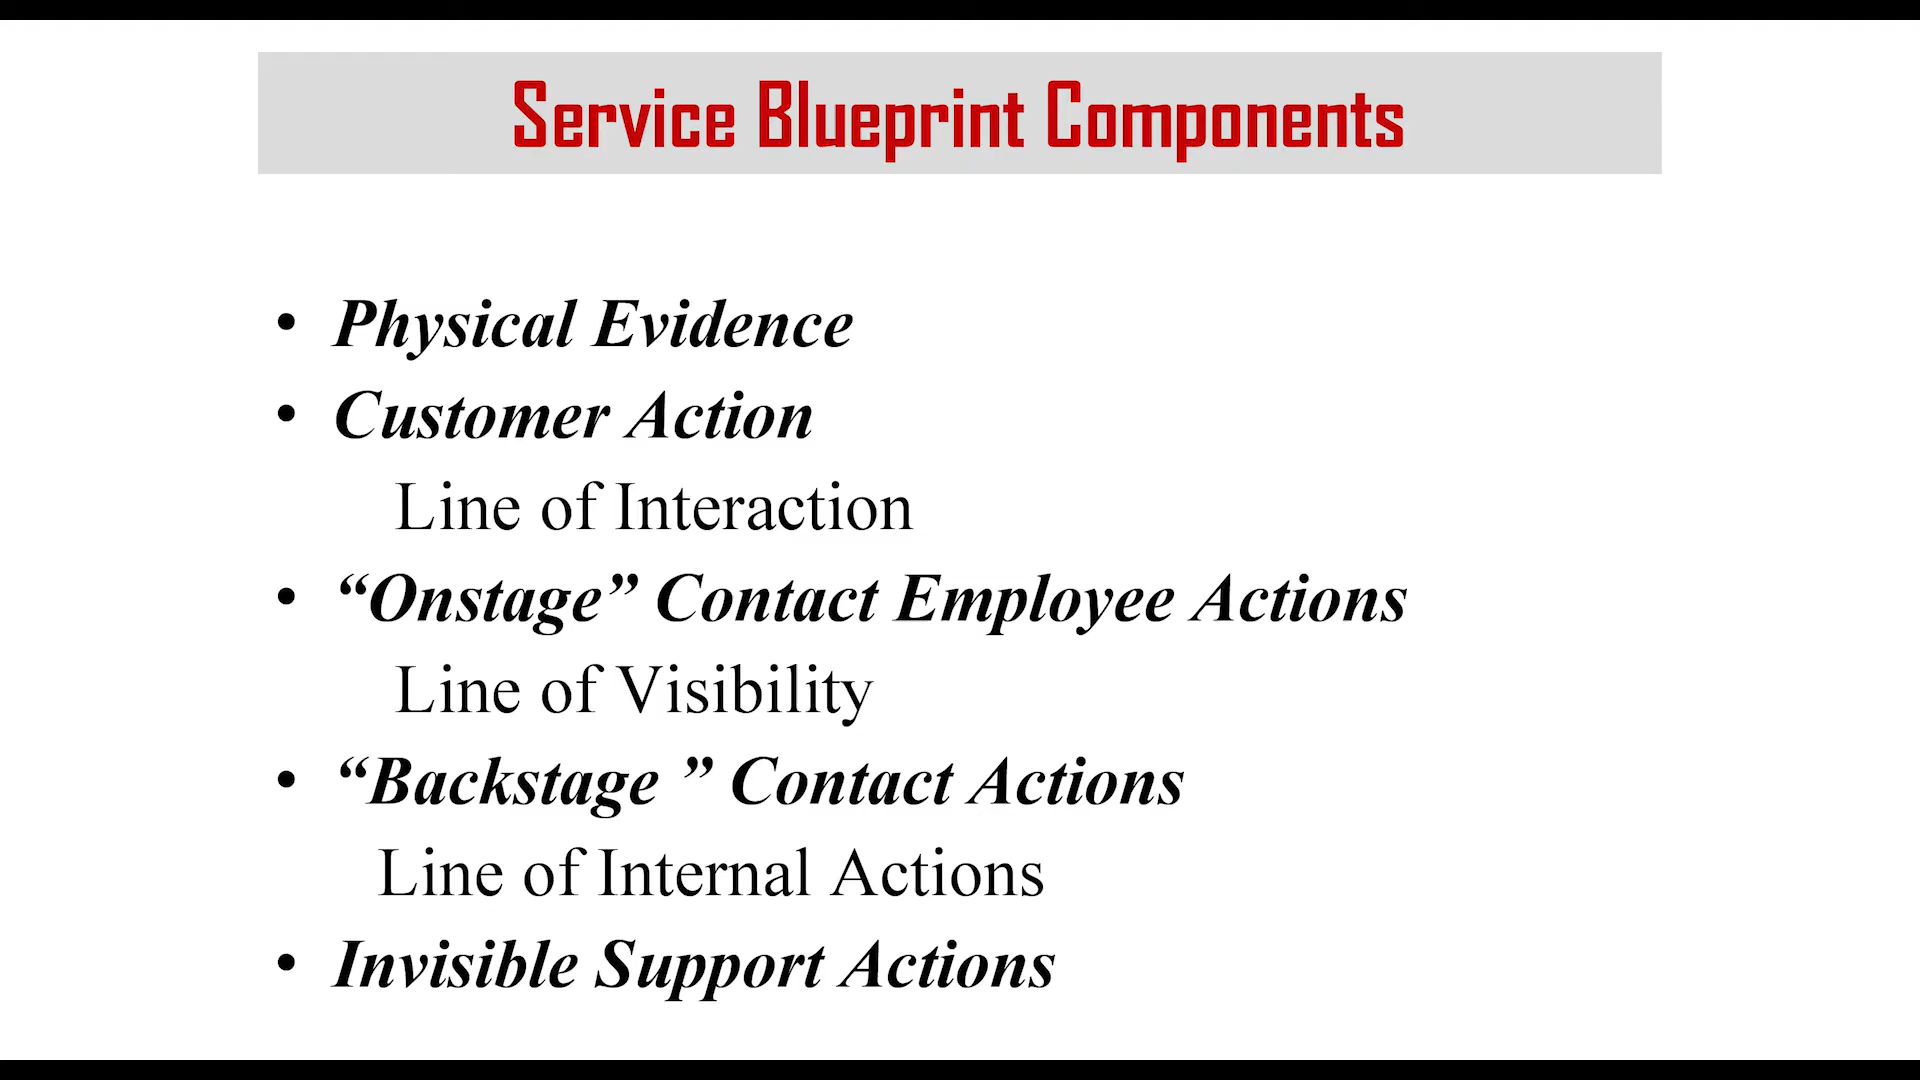 Service Blueprint Components
• Physical Evidence
• Customer Action
Line of Interaction
• “Onstage” Contact Employee Actions
Line of Visibility
• “Backstage ” Contact Actions
Line of Internal Actions
• Invisible Support Actions